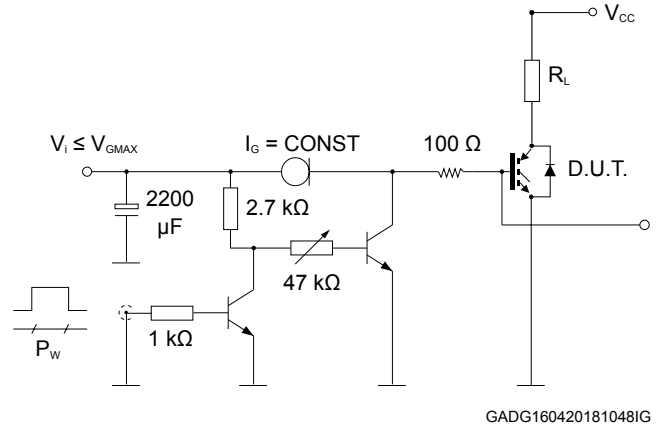 V_CC
R_L
V_i ≤ V_GMAX
I_G = CONST
100 Ω
D.U.T.
2200
µF
2.7 kΩ
47 kΩ
1 kΩ
P_W
GADG160420181048IG